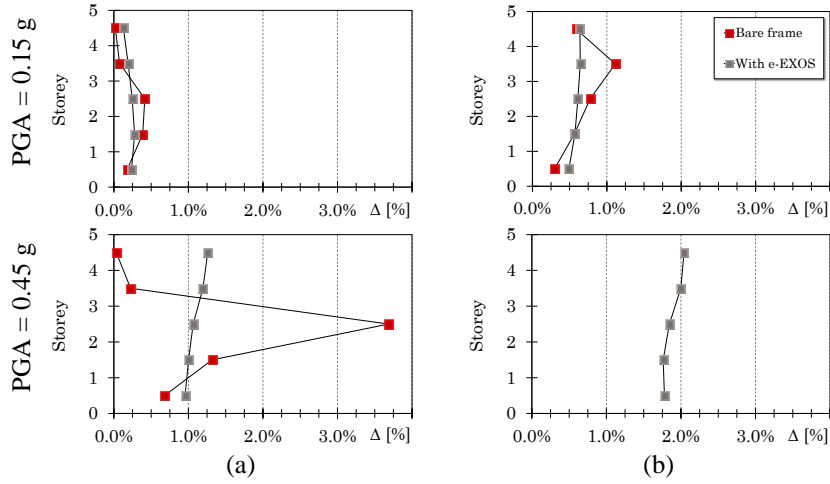 PGA = 0.15 g
Storey
5
4
3
2
1
0
0.0% 1.0% 2.0% 3.0% Δ [%]
Storey
5
4
3
2
1
0
0.0% 1.0% 2.0% 3.0% Δ [%]
Bare frame
With e-EXOS
PGA = 0.45 g
Storey
5
4
3
2
1
0
0.0% 1.0% 2.0% 3.0% Δ [%]
Storey
5
4
3
2
1
0
0.0% 1.0% 2.0% 3.0% Δ [%]
(a) (b)